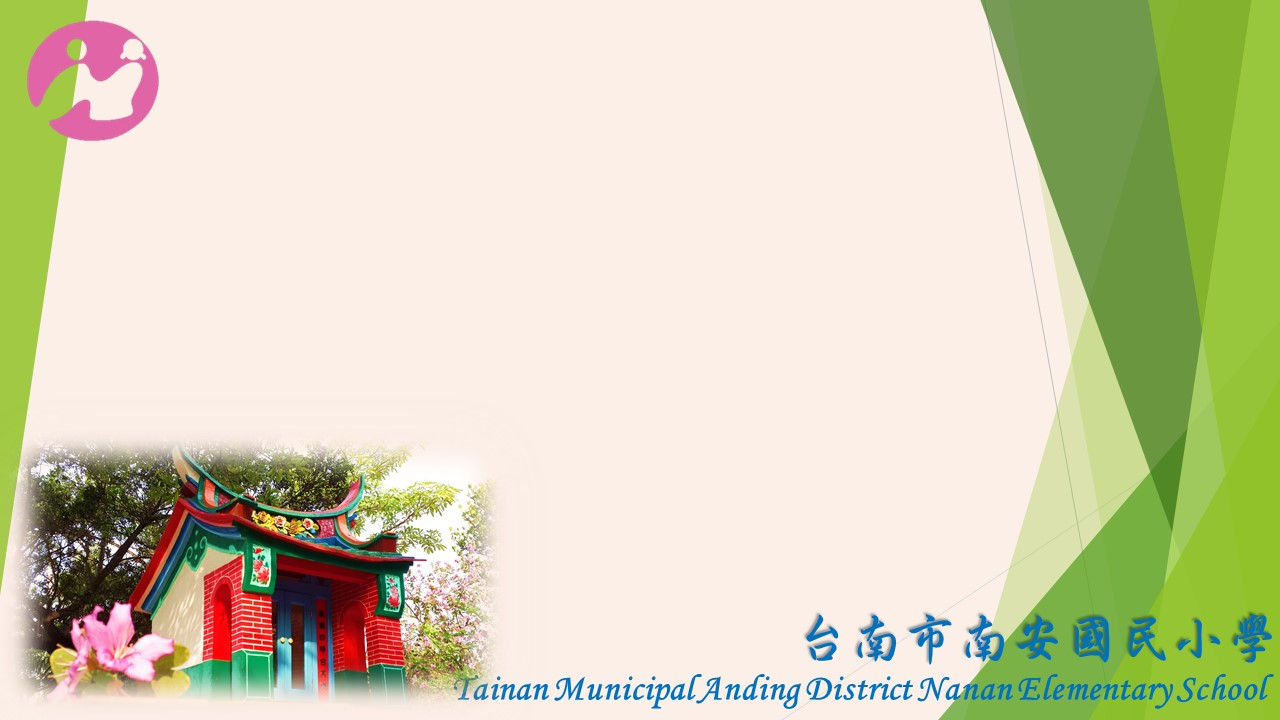 台南市南安國民小學
Tainan Municipal Anding District Nanan Elementary School